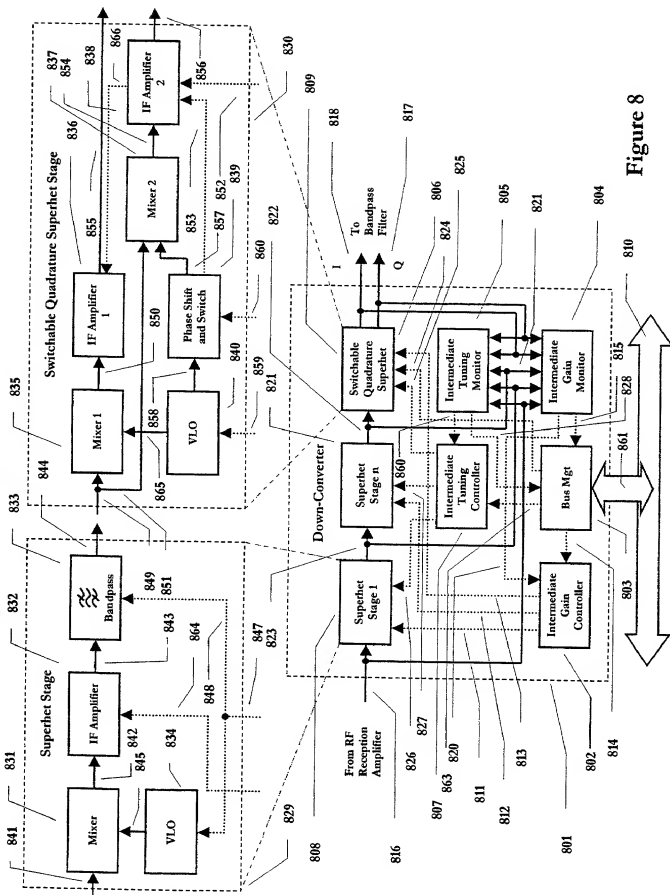 841
831
832
833
844
835
836
837
854
838
866
Superhet Stage
Switchable Quadrature Superhet Stage
Mixer
842
IF Amplifier
843
Bandpass
Mixer 1
850
IF Amplifier 1
855
Mixer 2
IF Amplifier 2
856
845
VLO
834
864
848
849
851
865
858
VLO
840
Phase Shift and Switch
857
853
852
839
830
829
808
847
823
859
821
860
822
809
818
817
Down-Converter
From RF Reception Amplifier
816
Superhet Stage 1
Superhet Stage n
Switchable Quadrature Superhet
I
Q
To Bandpass Filter
824
825
806
805
821
804
826
827
860
807
863
820
811
812
813
Intermediate Tuning Controller
Intermediate Tuning Monitor
Intermediate Gain Controller
Bus Mgt
Intermediate Gain Monitor
815
828
861
810
801
802
814
803
Figure 8